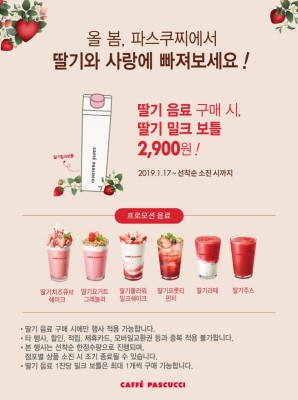 올 봄, 파스쿠찌에서
딸기와 사랑에 빠져보세요!
딸기 음료 구매 시,
딸기 밀크 보틀
2,900원!
2019.1.17~선착순 소진 시까지
딸기밀크보틀
CAFFÉ PASCUCCI
프로모션 음료
딸기치즈큐브
쉐이크
딸기요거트
그라놀라
딸기플라워
밀크쉐이크
딸기프룻티
펀치
딸기라떼
딸기주스
• 딸기 음료 구매 시에만 행사 적용 가능합니다.
• 타 행사, 할인, 적립, 제휴카드, 모바일교환권 등과 중복 적용 불가합니다.
• 본 행사는 선착순 한정수량으로 진행되며,
점포별 상품 소진 시 조기 종료될 수 있습니다.
• 딸기 음료 1잔당 밀크 보틀은 최대 1개씩 구매 가능합니다.
CAFFÉ PASCUCCI